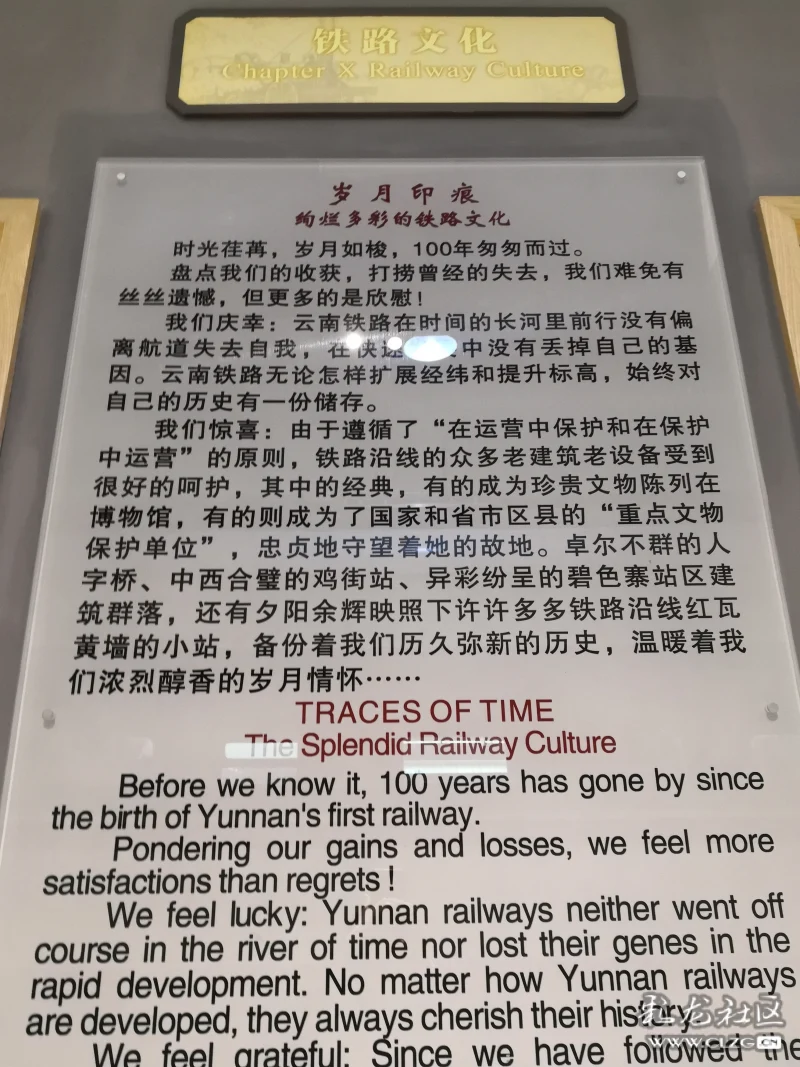 铁路文化
Chapter X Railway Culture
岁月印痕
绚烂多彩的铁路文化
时光荏苒，岁月如梭，100年匆匆而过。
盘点我们的收获，打捞曾经的失去，我们难免有
丝丝遗憾，但更多的是欣慰！
我们庆幸：云南铁路在时间的长河里前行没有偏
离航道失去自我，在快速中没有丢掉自己的基
因。云南铁路无论怎样扩展经纬和提升标高，始终对
自己的历史有一份储存。
我们惊喜：由于遵循了“在运营中保护和在保护
中运营”的原则，铁路沿线的众多老建筑老设备受到
很好的呵护，其中的经典，有的成为珍贵文物陈列在
博物馆，有的则成为了国家和省市区县的“重点文物
保护单位”，忠贞地守望着她的故地。卓尔不群的人
字桥、中西合璧的鸡街站、异彩纷呈的碧色寨站区建
筑群落，还有夕阳余辉映照下许许多多铁路沿线红瓦
黄墙的小站，备份着我们历久弥新的历史，温暖着我
们浓烈醇香的岁月情怀……
TRACES OF TIME
The Splendid Railway Culture
Before we know it, 100 years has gone by since
the birth of Yunnan's first railway.
Pondering our gains and losses, we feel more
satisfactions than regrets !
We feel lucky: Yunnan railways neither went off
course in the river of time nor lost their genes in the
rapid development. No matter how Yunnan railways
are developed, they always cherish their history.
We feel grateful: Since we have followed the
龙社区
www.CLZG.CN